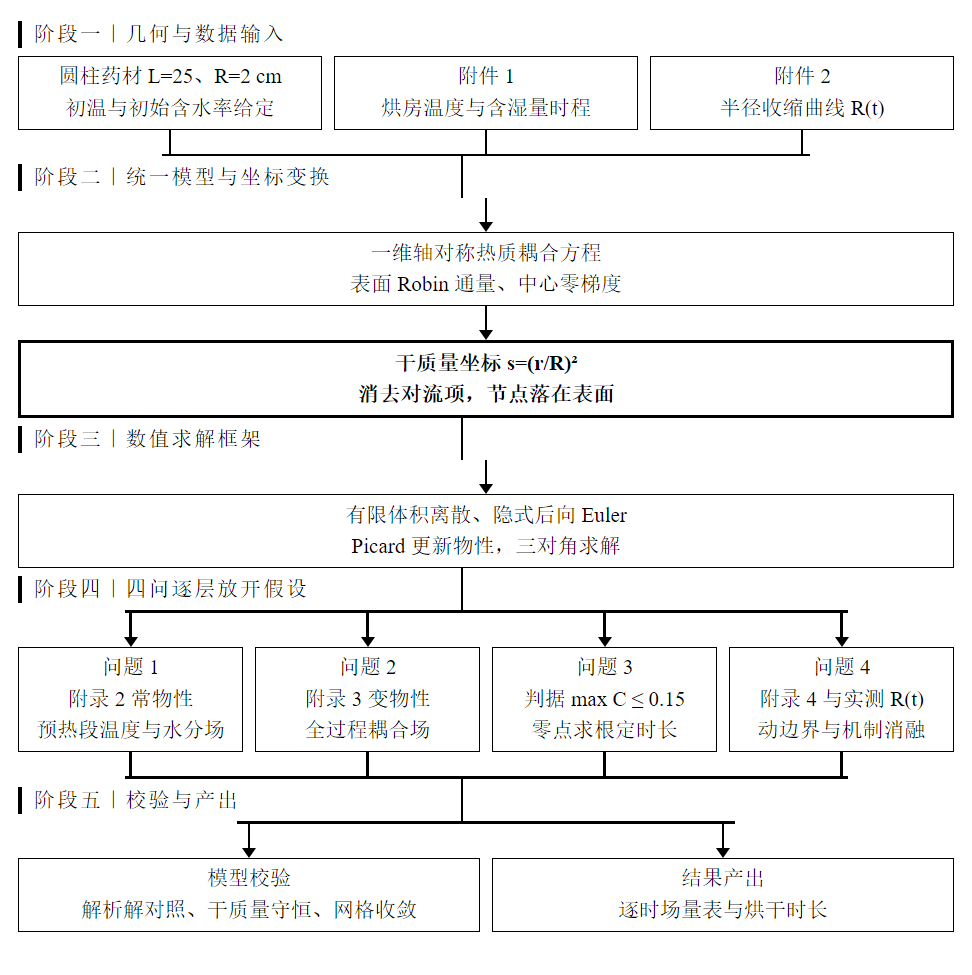 阶段一｜几何与数据输入
圆柱药材 L=25、R=2 cm
初温与初始含水率给定
附件 1
烘房温度与含湿量时程
附件 2
半径收缩曲线 R(t)
阶段二｜统一模型与坐标变换
一维轴对称热质耦合方程
表面 Robin 通量、中心零梯度
干质量坐标 s=(r/R)²
消去对流项，节点落在表面
阶段三｜数值求解框架
有限体积离散、隐式后向 Euler
Picard 更新物性，三对角求解
阶段四｜四问逐层放开假设
问题 1
附录 2 常物性
预热段温度与水分场
问题 2
附录 3 变物性
全过程耦合场
问题 3
判据 max C ≤ 0.15
零点求根定时长
问题 4
附录 4 与实测 R(t)
动边界与机制消融
阶段五｜校验与产出
模型校验
解析解对照、干质量守恒、网格收敛
结果产出
逐时场量表与烘干时长